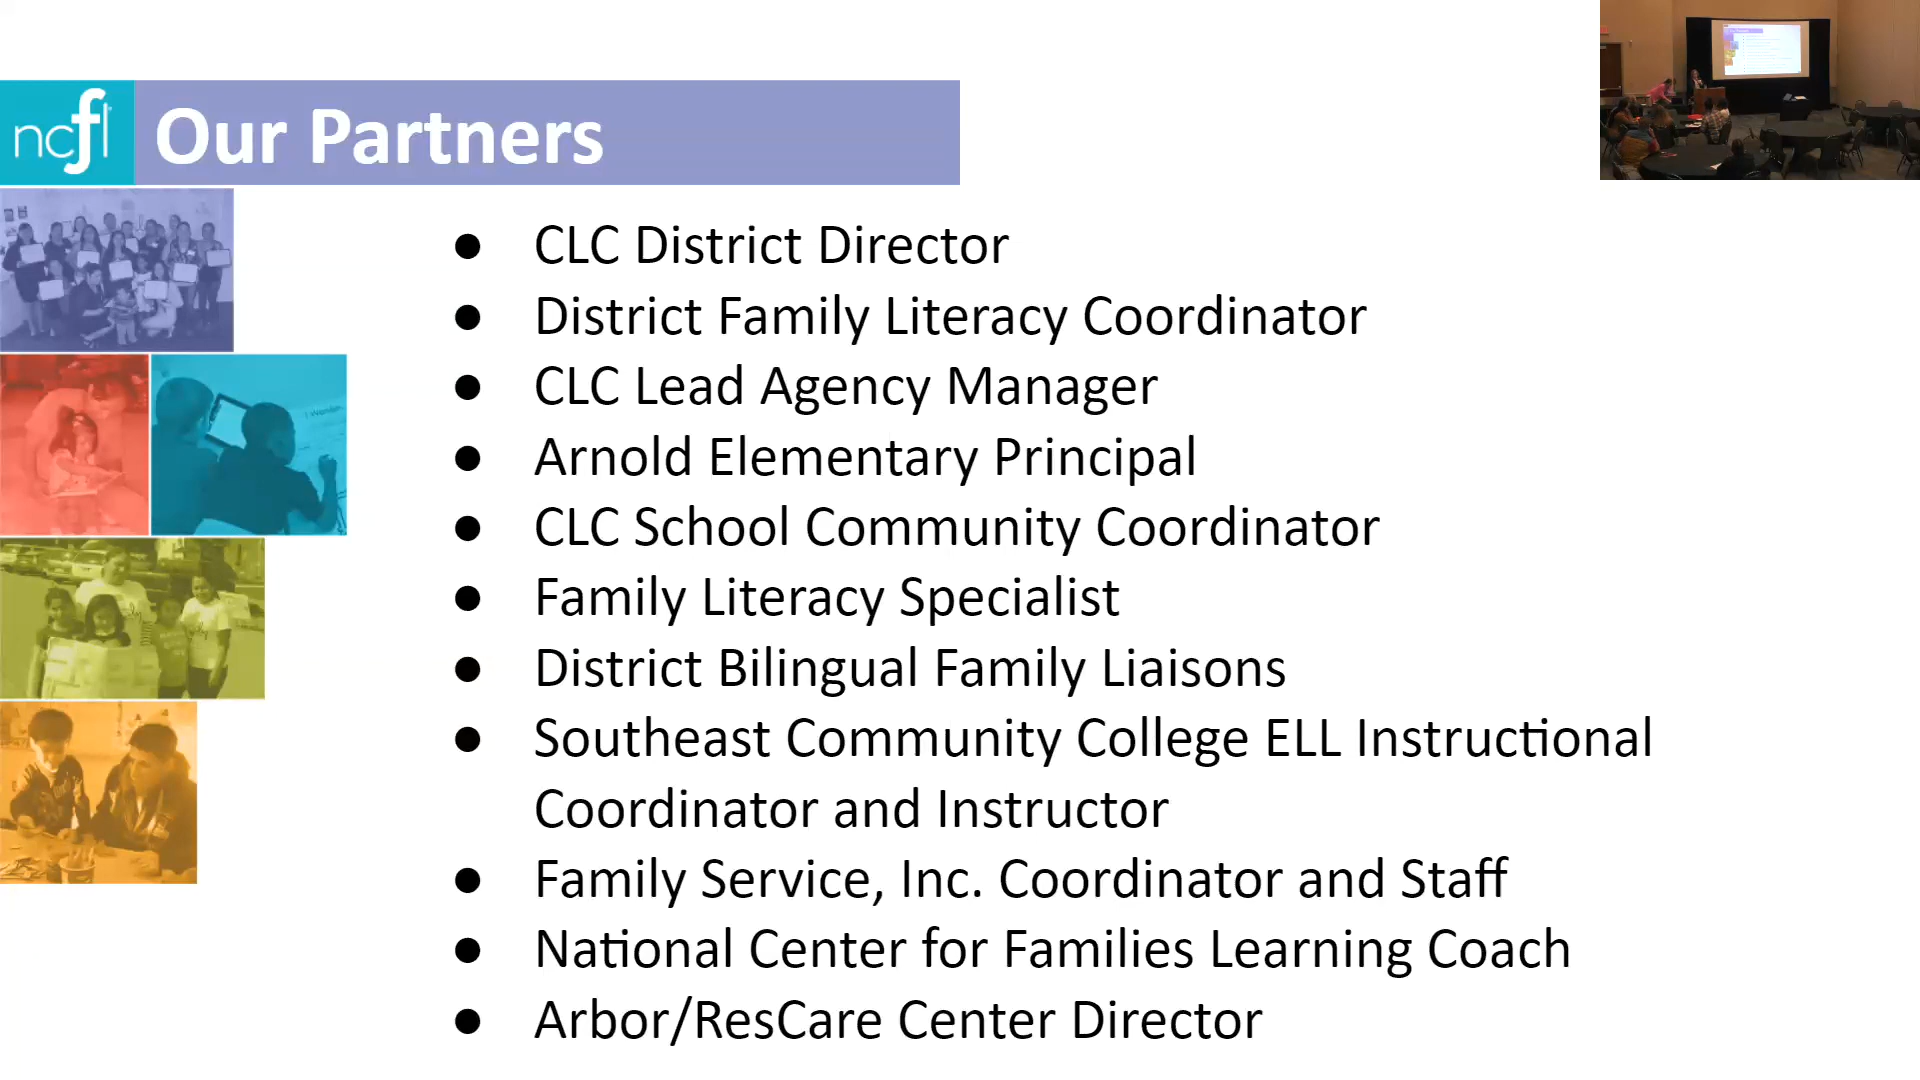 ncfl
Our Partners
● CLC District Director
● District Family Literacy Coordinator
● CLC Lead Agency Manager
● Arnold Elementary Principal
● CLC School Community Coordinator
● Family Literacy Specialist
● District Bilingual Family Liaisons
● Southeast Community College ELL Instructional
Coordinator and Instructor
● Family Service, Inc. Coordinator and Staff
● National Center for Families Learning Coach
● Arbor/ResCare Center Director